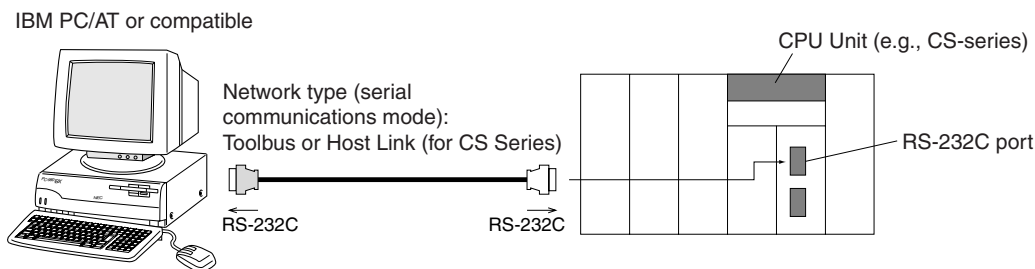 IBM PC/AT or compatible
CPU Unit (e.g., CS-series)
Network type (serial
communications mode):
Toolbus or Host Link (for CS Series)
RS-232C port
RS-232C
RS-232C